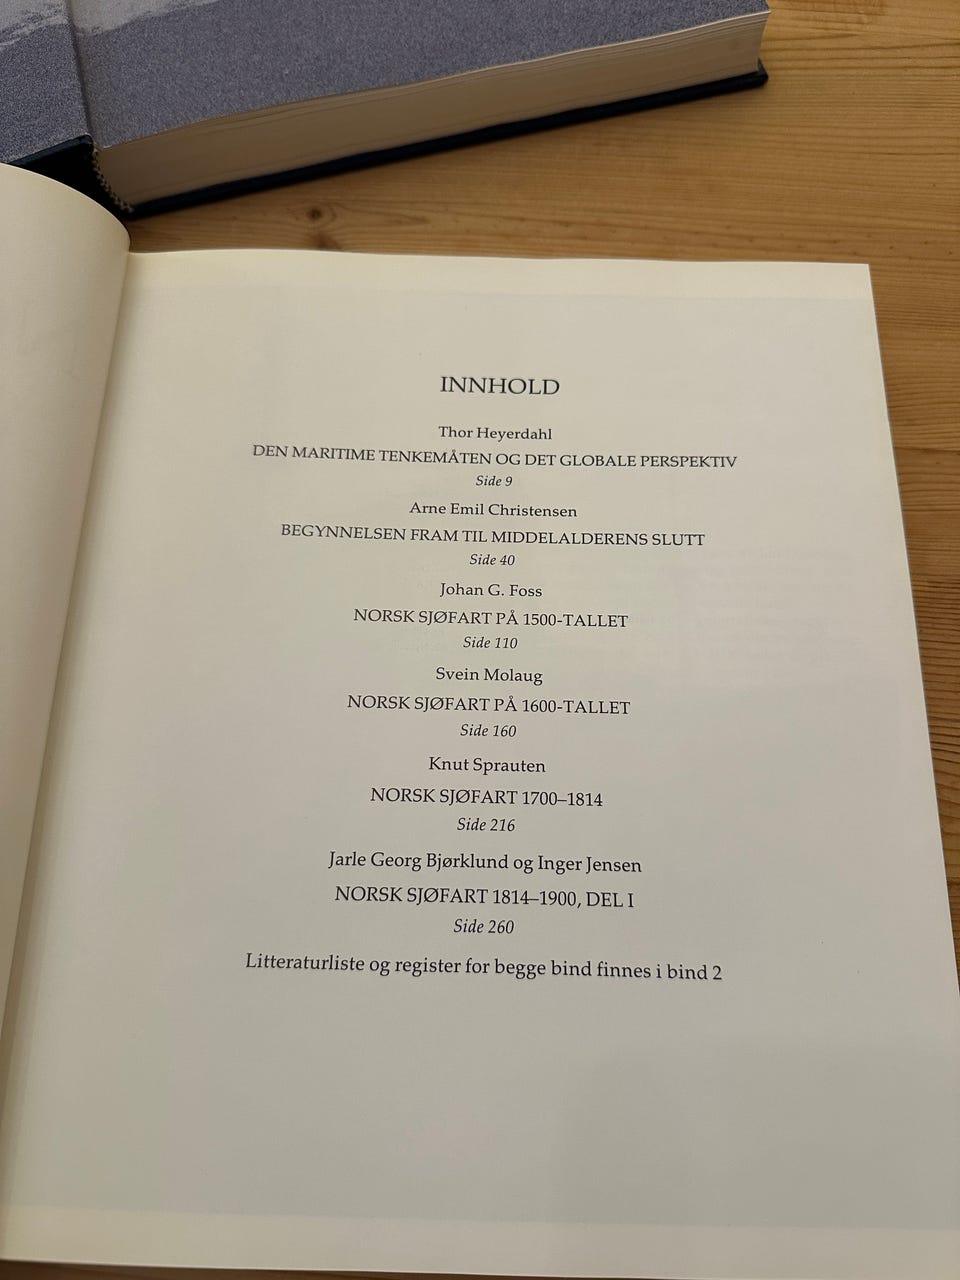 INNHOLD
Thor Heyerdahl
DEN MARITIME TENKEMÅTEN OG DET GLOBALE PERSPEKTIV
Side 9
Arne Emil Christensen
BEGYNNELSEN FRAM TIL MIDDELALDERENS SLUTT
Side 40
Johan G. Foss
NORSK SJØFART PÅ 1500-TALLET
Side 110
Svein Molaug
NORSK SJØFART PÅ 1600-TALLET
Side 160
Knut Sprauten
NORSK SJØFART 1700–1814
Side 216
Jarle Georg Bjørklund og Inger Jensen
NORSK SJØFART 1814–1900, DEL I
Side 260
Litteraturliste og register for begge bind finnes i bind 2